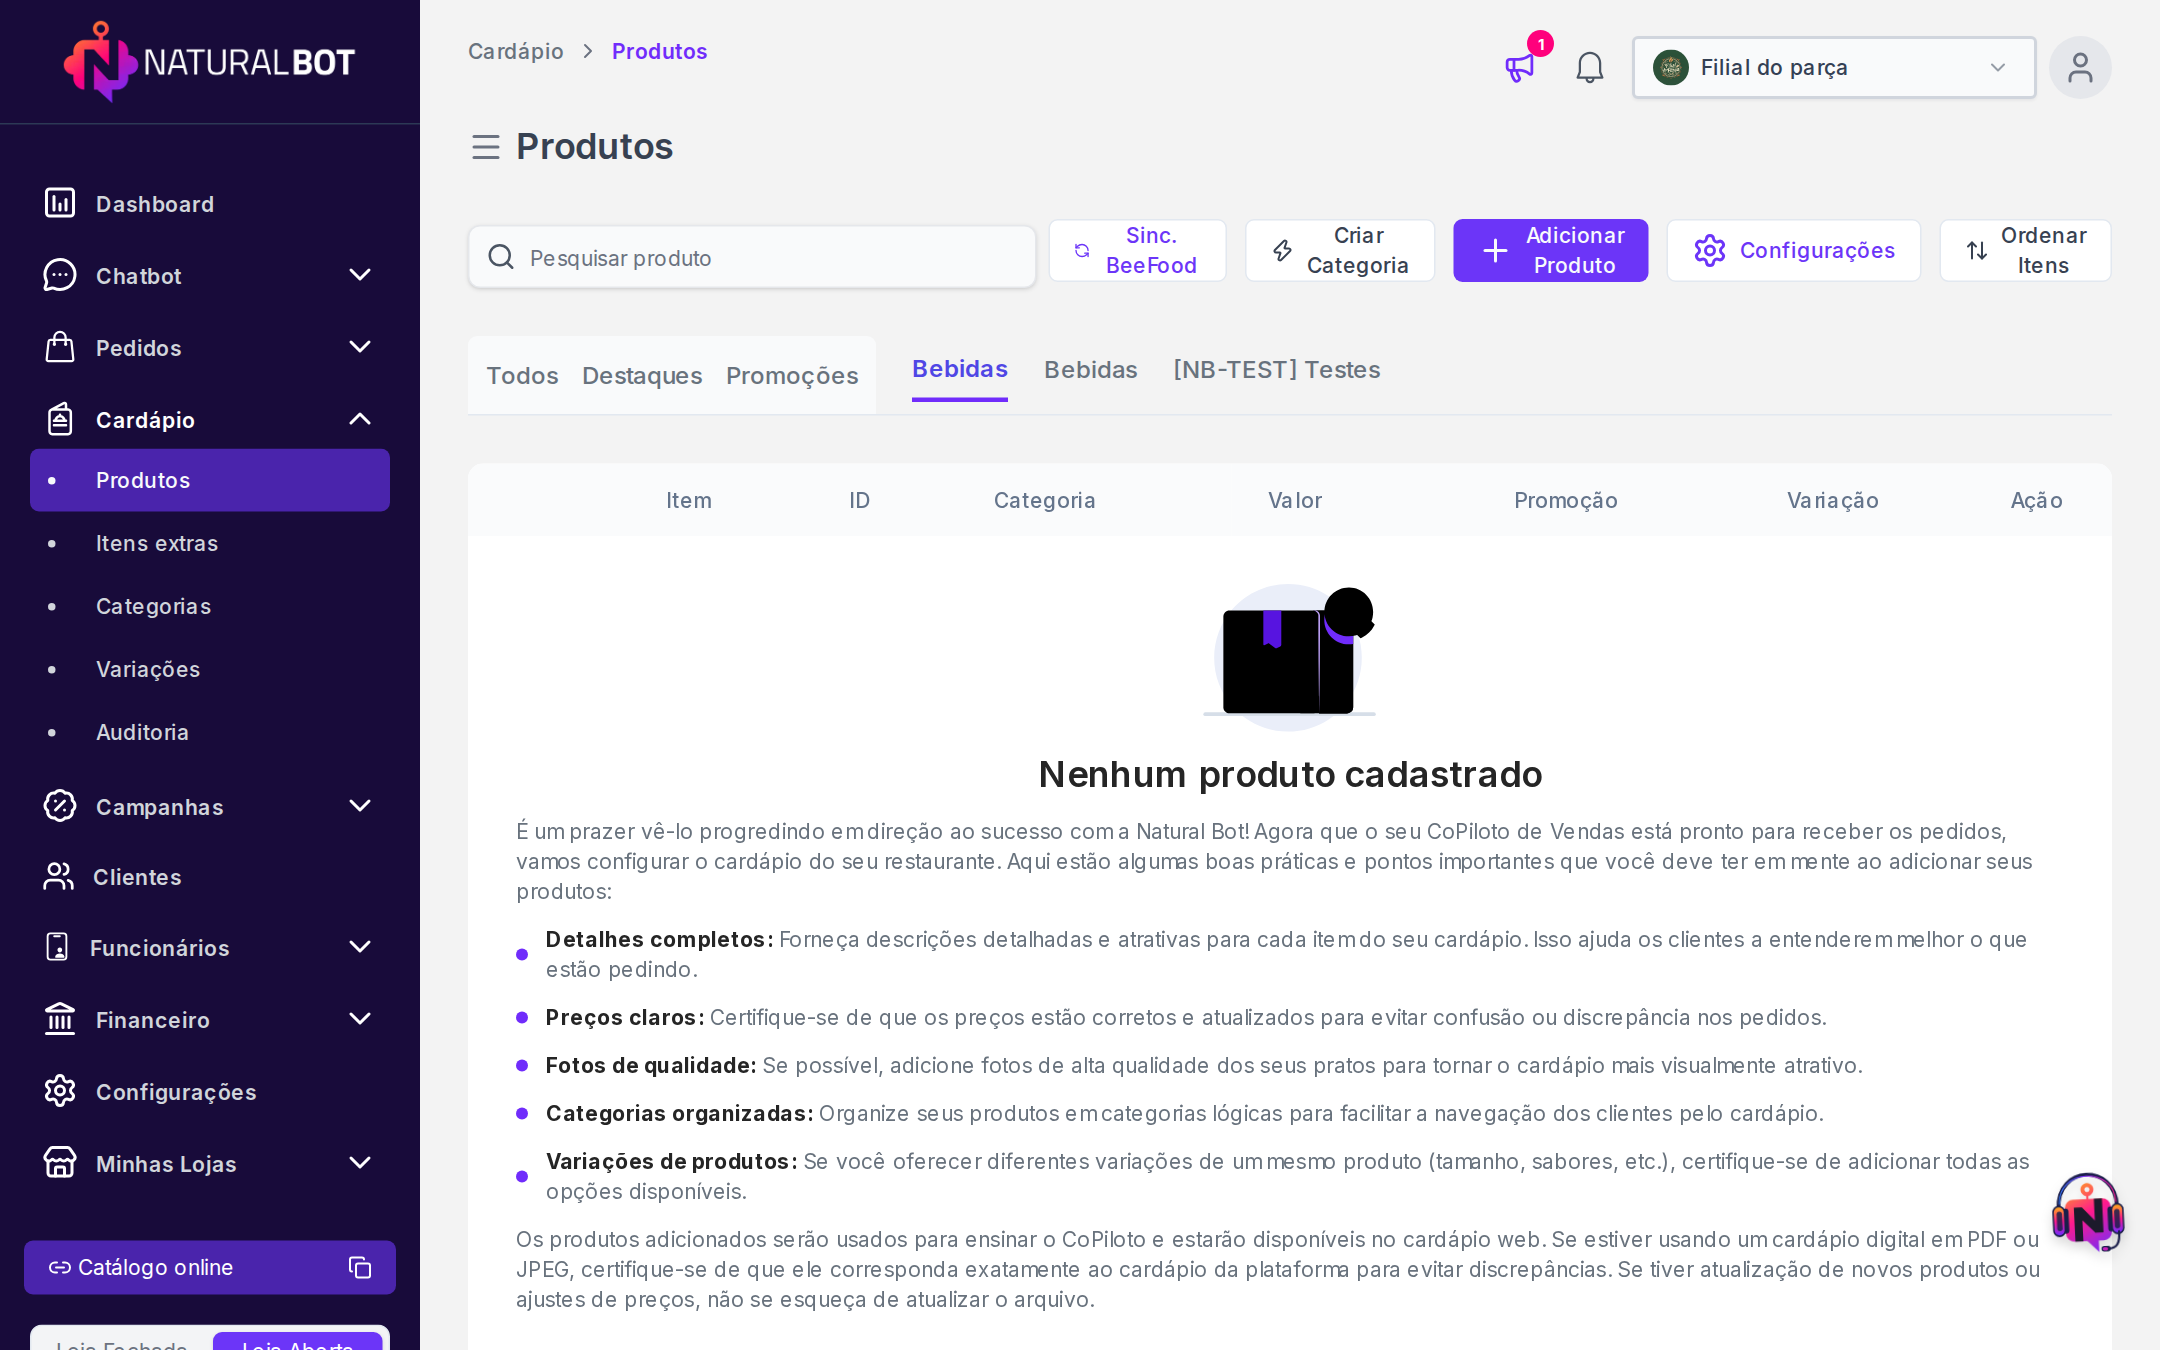 NATURALBOT
Cardápio > Produtos
1
Filial do parça
Produtos
Dashboard
Chatbot
Pedidos
Cardápio
Produtos
Itens extras
Categorias
Variações
Auditoria
Campanhas
Clientes
Funcionários
Financeiro
Configurações
Minhas Lojas
Catálogo online
Loja Fechada
Loja Aberta
Pesquisar produto
Sinc.
BeeFood
Criar
Categoria
Adicionar
Produto
Configurações
Ordenar
Itens
Todos Destaques Promoções Bebidas Bebidas [NB-TEST] Testes
Item ID Categoria Valor Promoção Variação Ação
Nenhum produto cadastrado
É um prazer vê-lo progredindo em direção ao sucesso com a Natural Bot! Agora que o seu CoPiloto de Vendas está pronto para receber os pedidos,
vamos configurar o cardápio do seu restaurante. Aqui estão algumas boas práticas e pontos importantes que você deve ter em mente ao adicionar seus
produtos:
Detalhes completos: Forneça descrições detalhadas e atrativas para cada item do seu cardápio. Isso ajuda os clientes a entenderem melhor o que
estão pedindo.
Preços claros: Certifique-se de que os preços estão corretos e atualizados para evitar confusão ou discrepância nos pedidos.
Fotos de qualidade: Se possível, adicione fotos de alta qualidade dos seus pratos para tornar o cardápio mais visualmente atrativo.
Categorias organizadas: Organize seus produtos em categorias lógicas para facilitar a navegação dos clientes pelo cardápio.
Variações de produtos: Se você oferecer diferentes variações de um mesmo produto (tamanho, sabores, etc.), certifique-se de adicionar todas as
opções disponíveis.
Os produtos adicionados serão usados para ensinar o CoPiloto e estarão disponíveis no cardápio web. Se estiver usando um cardápio digital em PDF ou
JPEG, certifique-se de que ele corresponda exatamente ao cardápio da plataforma para evitar discrepâncias. Se tiver atualização de novos produtos ou
ajustes de preços, não se esqueça de atualizar o arquivo.